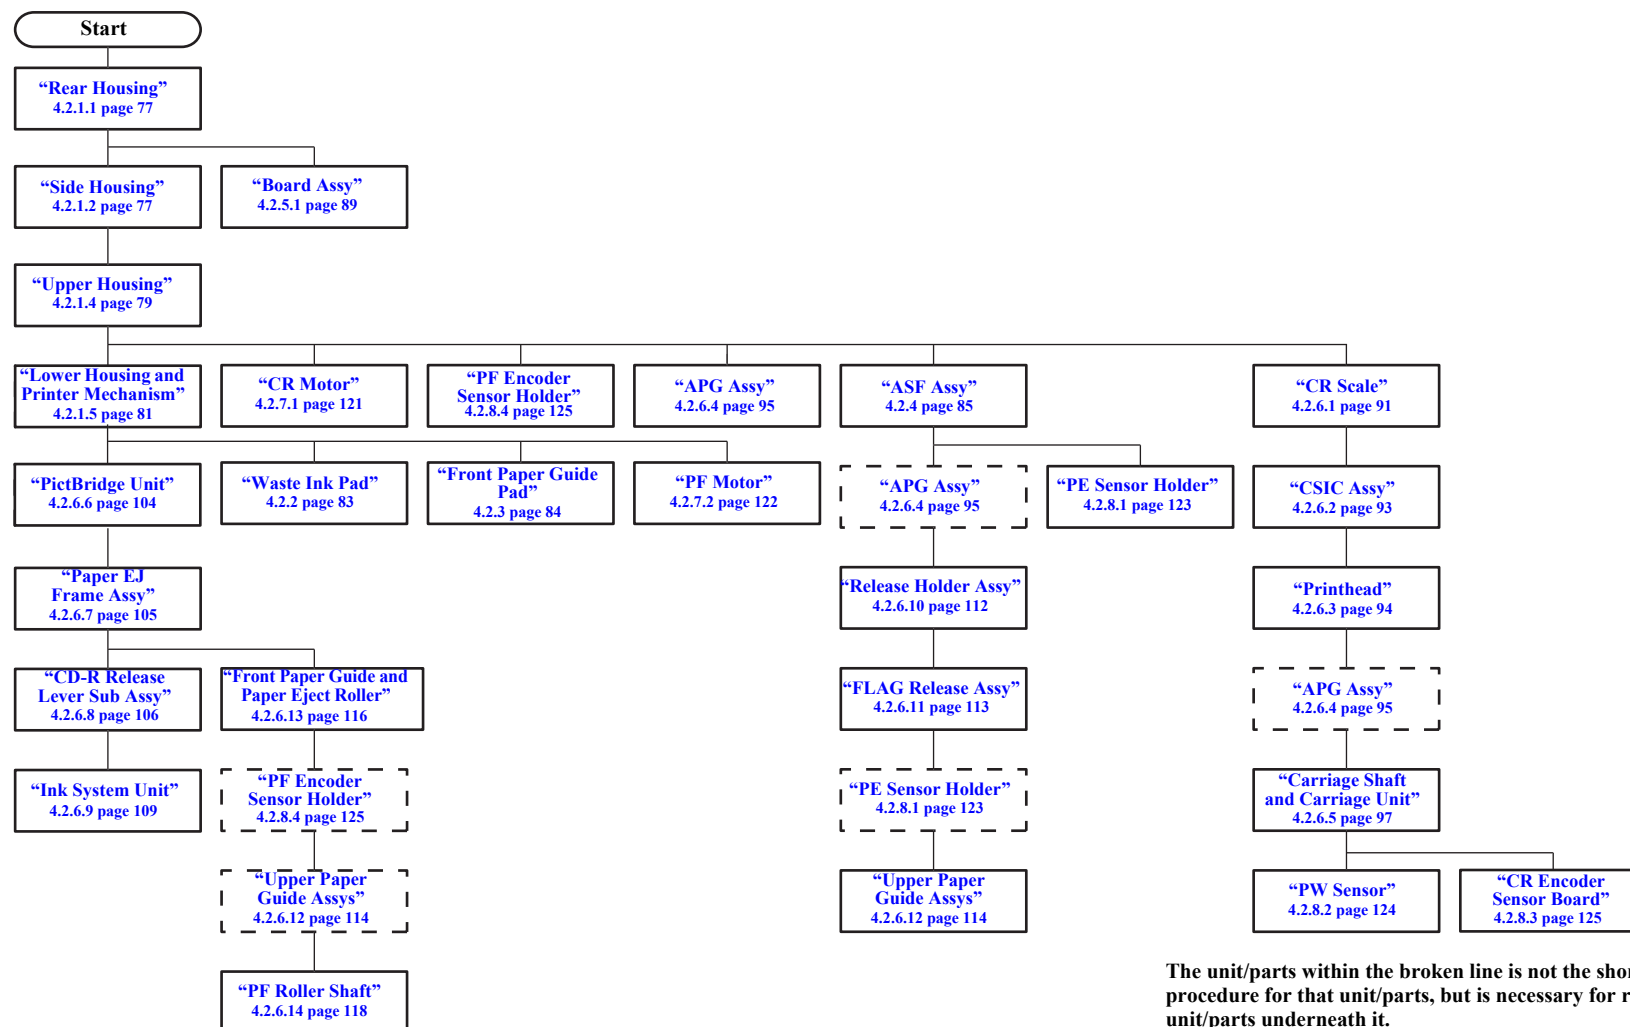 Start
“Rear Housing”
4.2.1.1 page 77
“Side Housing”
4.2.1.2 page 77
“Board Assy”
4.2.5.1 page 89
“Upper Housing”
4.2.1.4 page 79
“Lower Housing and
Printer Mechanism”
4.2.1.5 page 81
“CR Motor”
4.2.7.1 page 121
“PF Encoder
Sensor Holder”
4.2.8.4 page 125
“APG Assy”
4.2.6.4 page 95
“ASF Assy”
4.2.4 page 85
“CR Scale”
4.2.6.1 page 91
“PictBridge Unit”
4.2.6.6 page 104
“Waste Ink Pad”
4.2.2 page 83
“Front Paper Guide
Pad”
4.2.3 page 84
“PF Motor”
4.2.7.2 page 122
“APG Assy”
4.2.6.4 page 95
“PE Sensor Holder”
4.2.8.1 page 123
“CSIC Assy”
4.2.6.2 page 93
“Paper EJ
Frame Assy”
4.2.6.7 page 105
“Release Holder Assy”
4.2.6.10 page 112
“Printhead”
4.2.6.3 page 94
“CD-R Release
Lever Sub Assy”
4.2.6.8 page 106
“Front Paper Guide and
Paper Eject Roller”
4.2.6.13 page 116
“FLAG Release Assy”
4.2.6.11 page 113
“APG Assy”
4.2.6.4 page 95
“Ink System Unit”
4.2.6.9 page 109
“PF Encoder
Sensor Holder”
4.2.8.4 page 125
“PE Sensor Holder”
4.2.8.1 page 123
“Carriage Shaft
and Carriage Unit”
4.2.6.5 page 97
“Upper Paper
Guide Assys”
4.2.6.12 page 114
“Upper Paper
Guide Assys”
4.2.6.12 page 114
“PW Sensor”
4.2.8.2 page 124
“CR Encoder
Sensor Board”
4.2.8.3 page 125
“PF Roller Shaft”
4.2.6.14 page 118
The unit/parts within the broken line is not the
procedure for that unit/parts, but is necessary for
unit/parts underneath it.